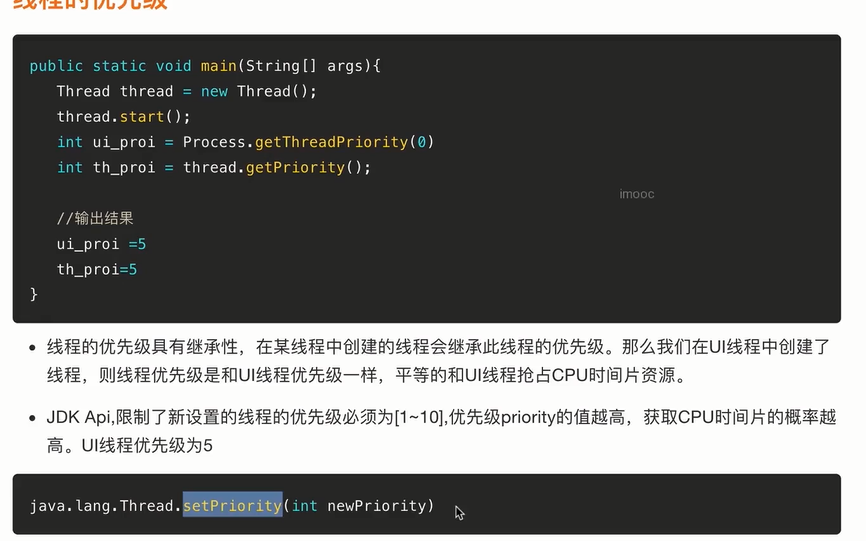 线程的优先级
public static void main(String[] args){
Thread thread = new Thread();
thread.start();
int ui_proi = Process.getThreadPriority(0)
int th_proi = thread.getPriority();
imooc
//输出结果
ui_proi =5
th_proi=5
}
• 线程的优先级具有继承性，在某线程中创建的线程会继承此线程的优先级。那么我们在UI线程中创建了
线程，则线程优先级是和UI线程优先级一样，平等的和UI线程抢占CPU时间片资源。
• JDK Api,限制了新设置的线程的优先级必须为[1~10],优先级priority的值越高，获取CPU时间片的概率越
高。UI线程优先级为5
java.lang.Thread.setPriority(int newPriority)